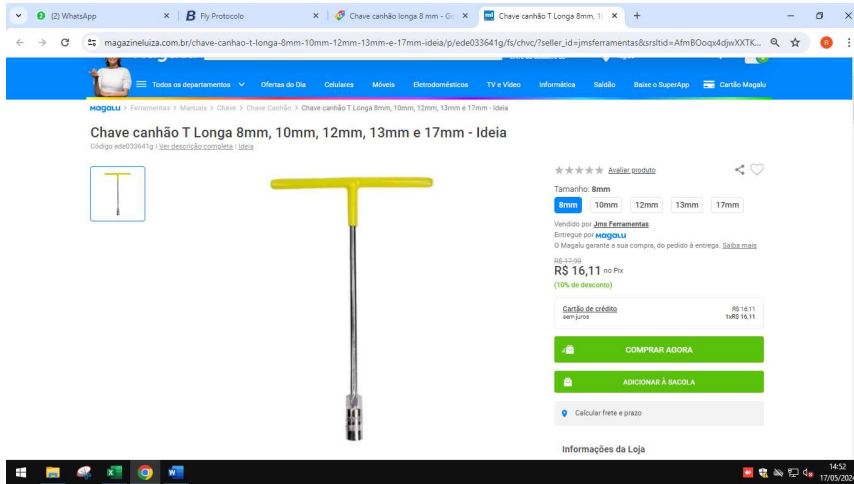 (2) WhatsApp
Fly Protocolo
Chave canhão longa 8 mm - Go
Chave canhão T Longa 8mm, 1
magazineluiza.com.br/chave-canhao-t-longa-8mm-10mm-12mm-13mm-e-17mm-ideia/p/ede033641g/fs/chvc/?seller_id=jmsferramentas&srsltid=AfmBOoqx4djwXXTK...
R
Todos os departamentos
Ofertas do Dia
Celulares
Móveis
Eletrodomésticos
TV e Vídeo
Informática
Saldão
Baixe o SuperApp
Cartão Magalu
MAGALU > Ferramentas > Manuais > Chave > Chave Canhão > Chave canhão T Longa 8mm, 10mm, 12mm, 13mm e 17mm - Ideia
Chave canhão T Longa 8mm, 10mm, 12mm, 13mm e 17mm - Ideia
Código ede033641g | Ver descrição completa | Ideia
Avaliar produto
Tamanho: 8mm
8mm 10mm 12mm 13mm 17mm
Vendido por Jms Ferramentas
Entregue por MAGALU
O Magalu garante a sua compra, do pedido à entrega. Saiba mais
R$ 17,90
R$ 16,11 no Pix
(10% de desconto)
Cartão de crédito R$ 16,11
sem juros 1xR$ 16,11
COMPRAR AGORA
ADICIONAR À SACOLA
Calcular frete e prazo
Informações da Loja
14:52
17/05/2024